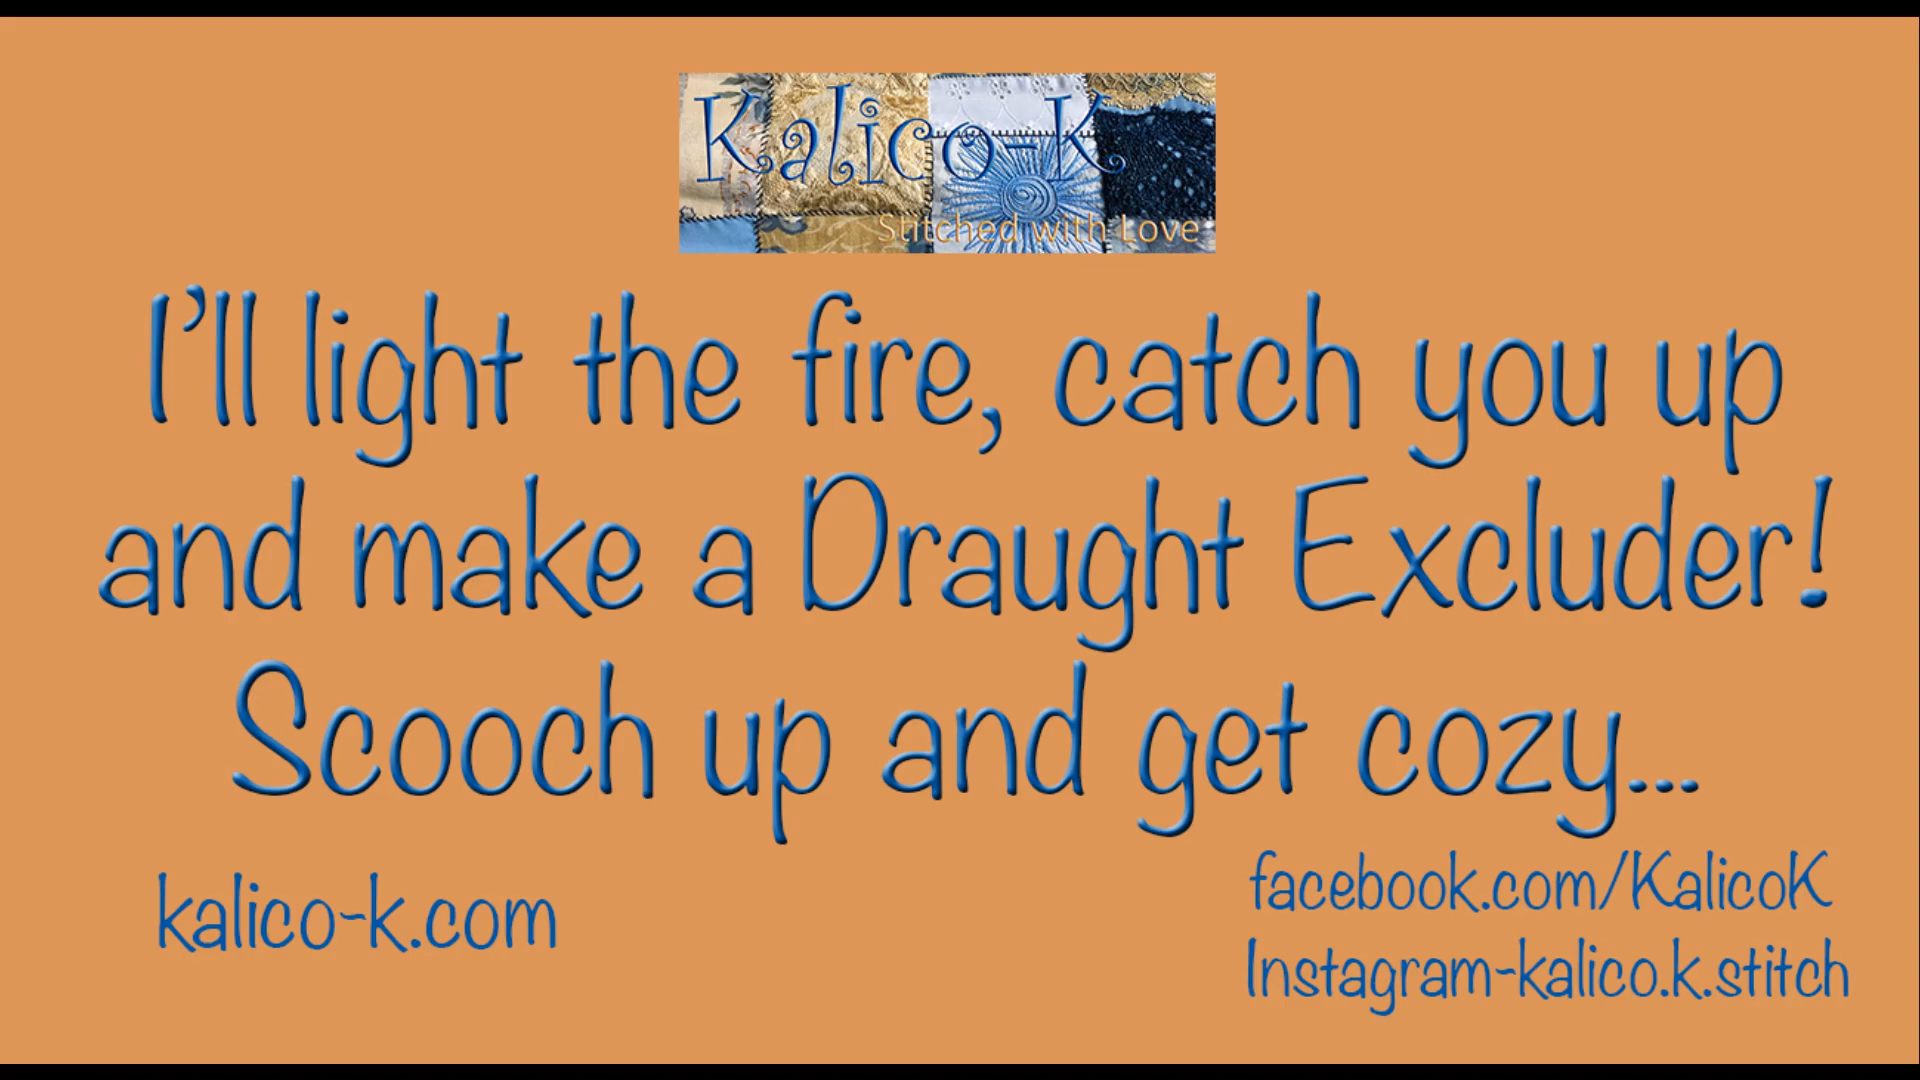 Kalico-K
Stitched with Love
I'll light the fire, catch you up
and make a Draught Excluder!
Scooch up and get cozy...
kalico-k.com
facebook.com/KalicoK
Instagram-kalico.k.stitch